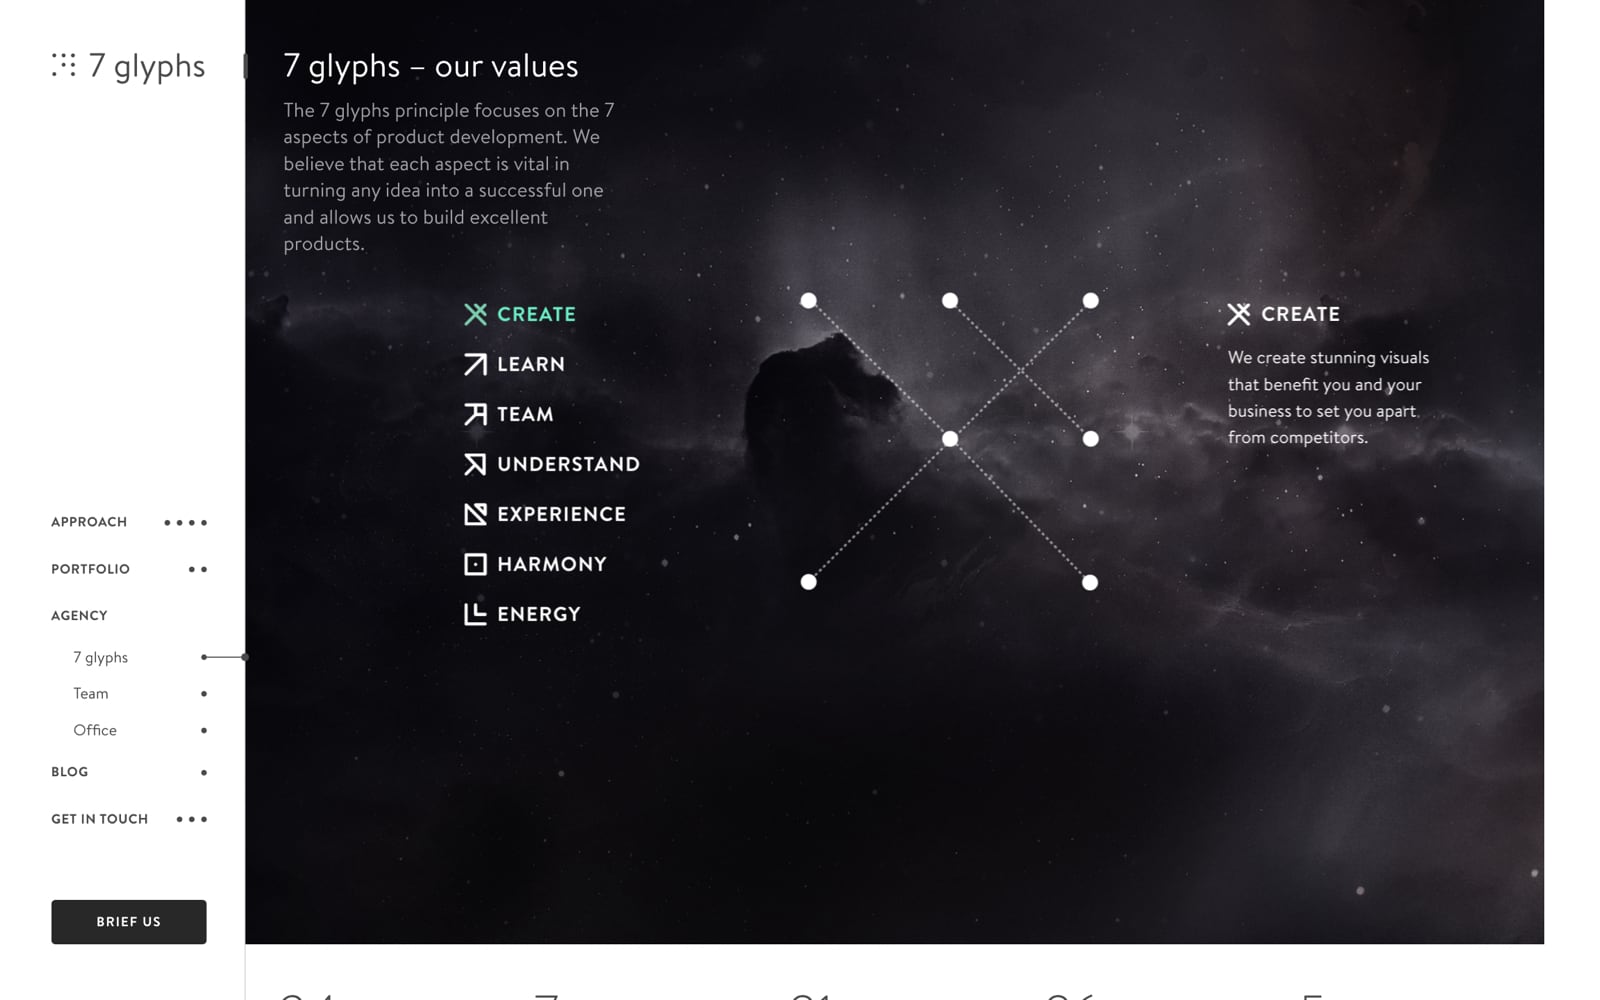 7 glyphs
APPROACH
PORTFOLIO
AGENCY
7 glyphs
Team
Office
BLOG
GET IN TOUCH
BRIEF US
7 glyphs – our values
The 7 glyphs principle focuses on the 7
aspects of product development. We
believe that each aspect is vital in
turning any idea into a successful one
and allows us to build excellent
products.
CREATE
LEARN
TEAM
UNDERSTAND
EXPERIENCE
HARMONY
ENERGY
CREATE
We create stunning visuals
that benefit you and your
business to set you apart
from competitors.